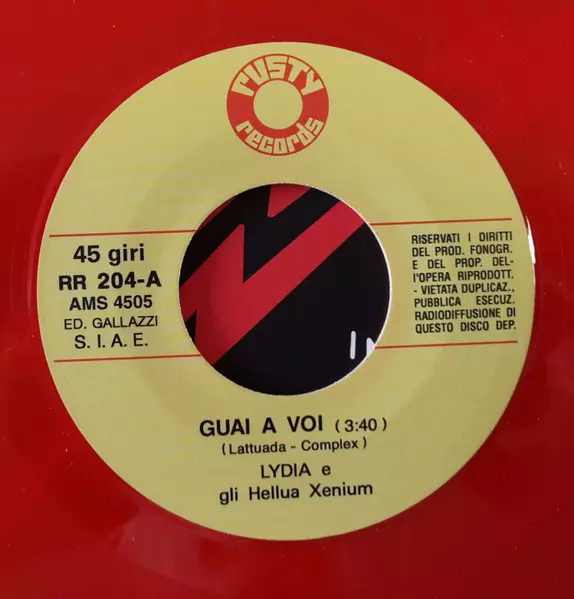 rusty
records
45 giri
RR 204-A
AMS 4505
ED. GALLAZZI
S. I. A. E.
RISERVATI I DIRITTI
DEL PROD. FONOGR.
E DEL PROP. DEL-
l'OPERA RIPRODOTT.
- VIETATA DUPLICAZ.,
PUBBLICA ESECUZ.
RADIODIFFUSIONE DI
QUESTO DISCO DEP.
GUAI A VOI ( 3:40 )
( Lattuada - Complex )
LYDIA e
gli Hellua Xenium